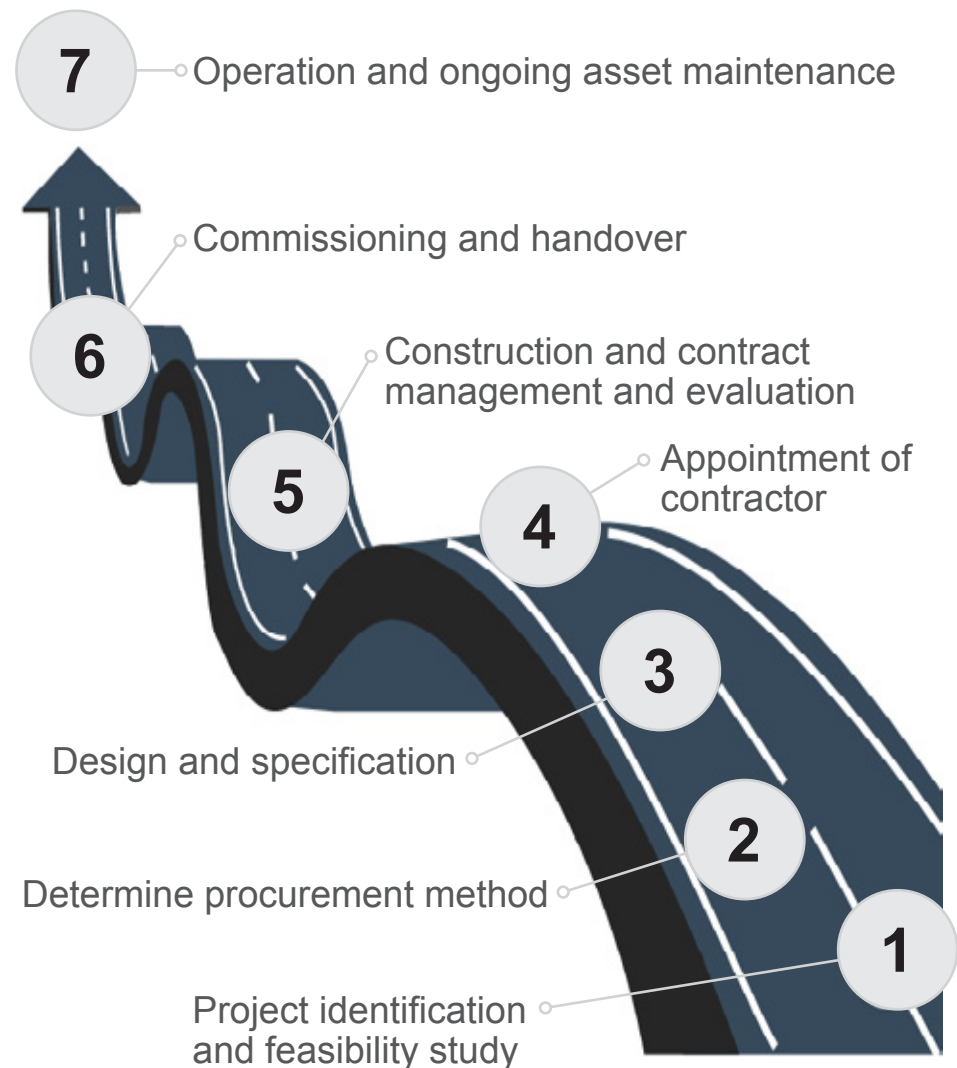 7
Operation and ongoing asset maintenance
Commissioning and handover
6
Construction and contract
management and evaluation
5
Appointment of
contractor
4
3
Design and specification
2
Determine procurement method
1
Project identification
and feasibility study